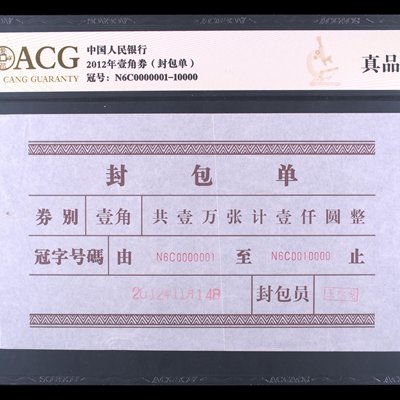 ACG
CANG GUARANTY
中国人民银行
2012年壹角券（封包单）
冠号：N6C0000001-10000
真品
封包单
券别 壹角 共壹万张计壹仟圆整
冠字号碼 由 N6C0000001 至 N6C0010000 止
2012年11月14日 封包员